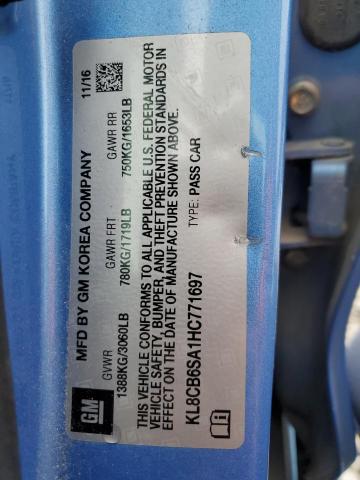 MFD BY GM KOREA COMPANY 11/16
GVWR GAWR FRT GAWR RR
1388KG/3060LB 780KG/1719LB 750KG/1653LB
THIS VEHICLE CONFORMS TO ALL APPLICABLE U.S. FEDERAL MOTOR
VEHICLE SAFETY, BUMPER, AND THEFT PREVENTION STANDARDS IN
EFFECT ON THE DATE OF MANUFACTURE SHOWN ABOVE.
TYPE: PASS CAR
KL8CB6SA1HC771697
GM